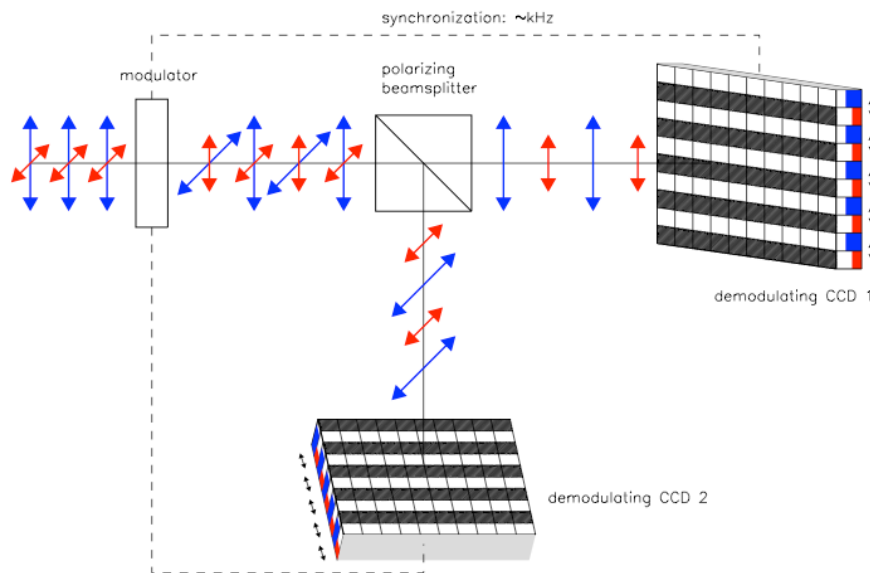 synchronization: ~kHz
modulator
polarizing
beamsplitter
demodulating CCD 1
demodulating CCD 2